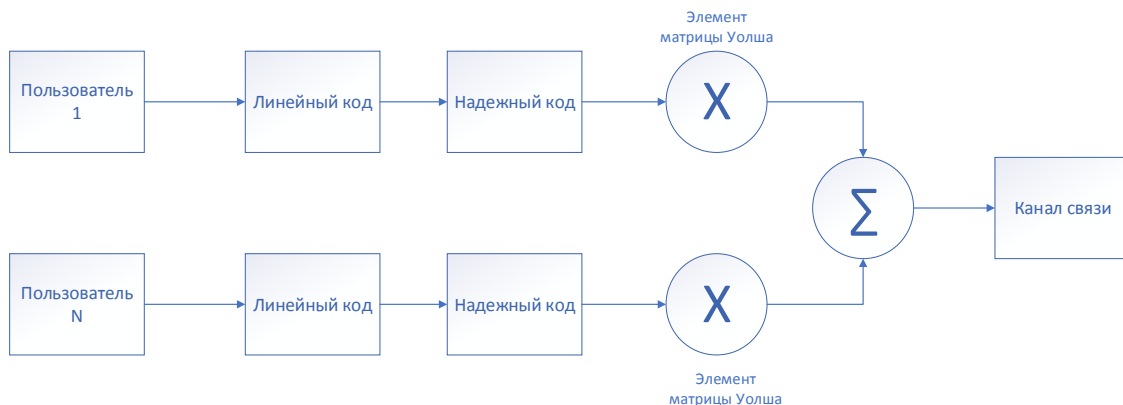 Элемент
матрицы Уолша
Пользователь
1
Линейный код
Надежный код
X
Σ
Канал связи
Пользователь
N
Линейный код
Надежный код
X
Элемент
матрицы Уолша